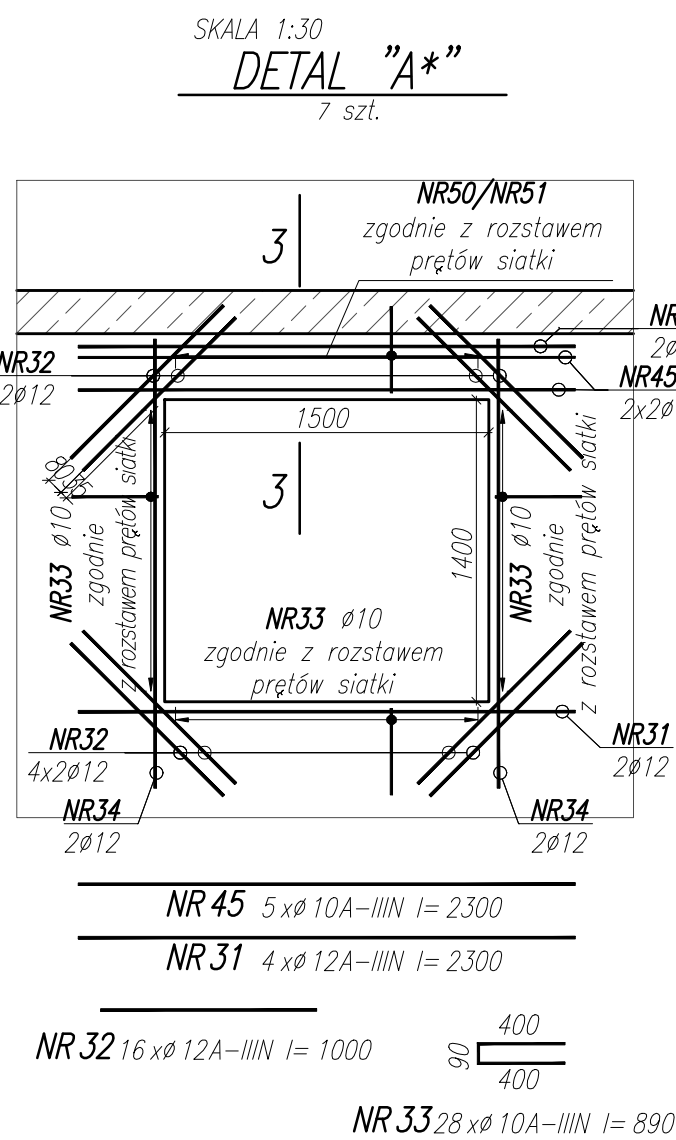 SKALA 1:30
DETAL "A*"
7 szt.
NR50/NR51
zgodnie z rozstawem
prętów siatki
3
NR
2ø
NR32
2ø12
NR45
2x2ø
1500
80
35
3
1400
NR33 ø10
zgodnie
z rozstawem prętów siatki
NR33 ø10
zgodnie
z rozstawem prętów siatki
NR33 ø10
zgodnie z rozstawem
prętów siatki
NR32
4x2ø12
NR31
2ø12
NR34
2ø12
NR34
2ø12
NR 45 5 xø 10A-IIIN l= 2300
NR 31 4 xø 12A-IIIN l= 2300
NR 32 16 xø 12A-IIIN l= 1000
400
90
400
NR 33 28 xø 10A-IIIN l= 890